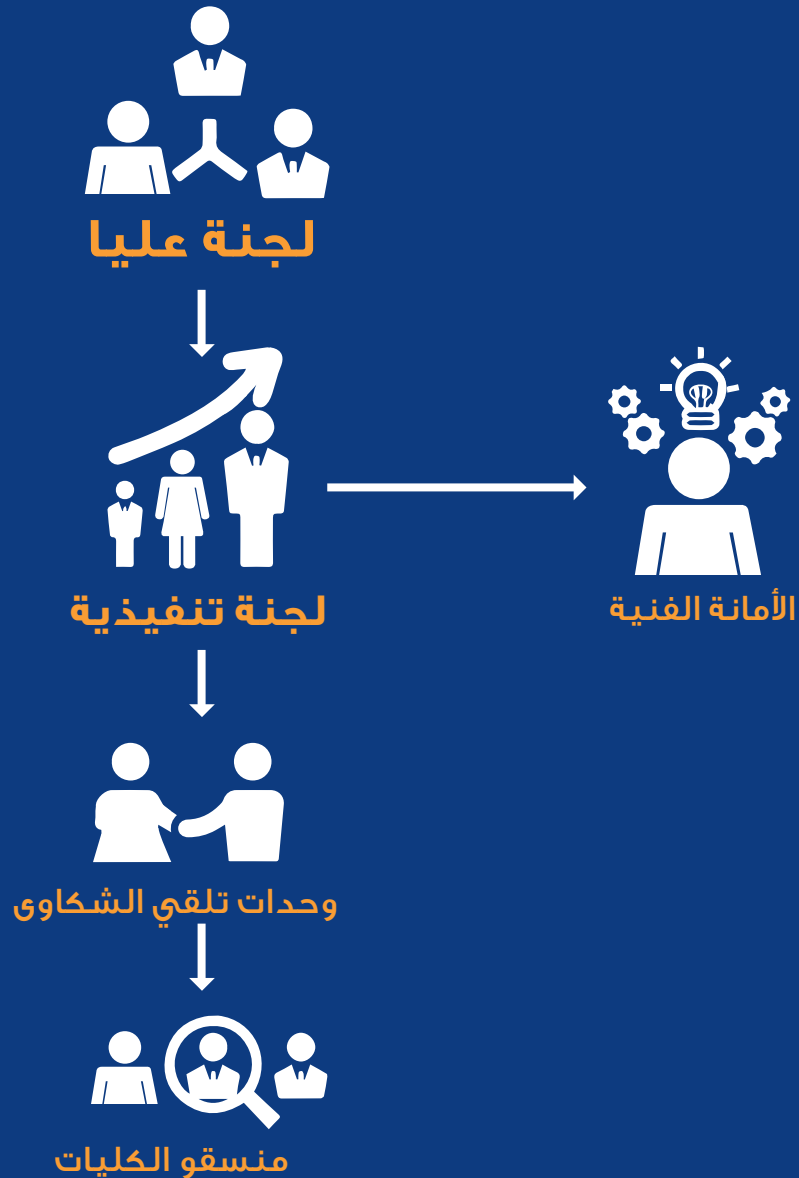 لجنة عليا
لجنة تنفيذية
الأمانة الفنية
وحدات تلقي الشكاوى
منسقو الكليات